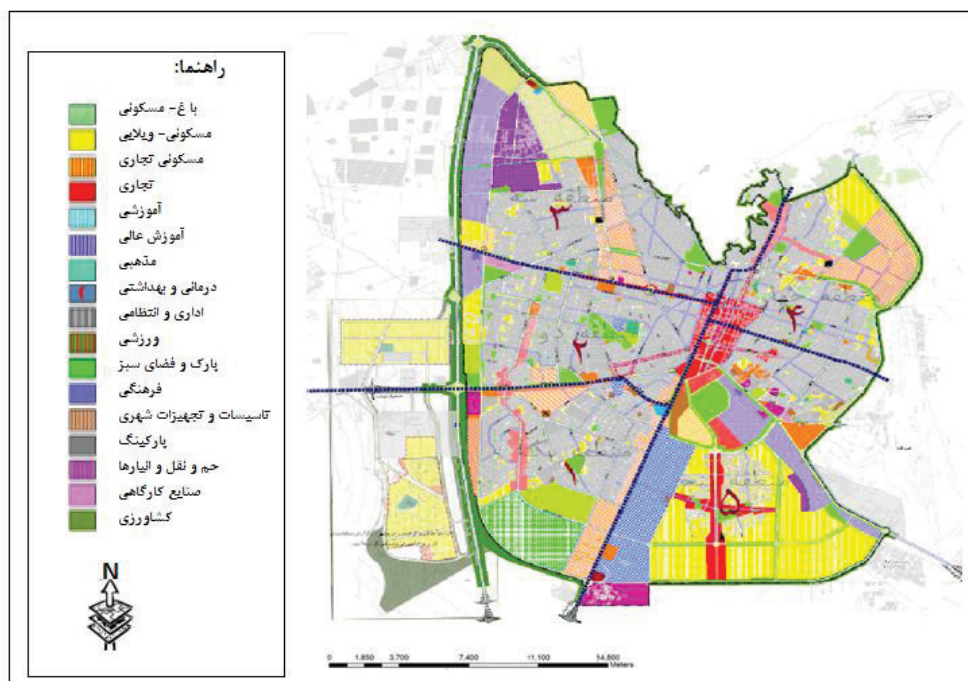 راهنما:
باغ- مسکونی
مسکونی- ویلایی
مسکونی تجاری
تجاری
آموزشی
آموزش عالی
مذهبی
درمانی و بهداشتی
اداری و انتظامی
ورزشی
پارک و فضای سبز
فرهنگی
تاسیسات و تجهیزات شهری
پارکینگ
حم و نقل و انبارها
صنایع کارگاهی
کشاورزی
N
۳
۲
۴
۱
۵
0 1,850 3,700 7,400 11,100 14,800
Meters